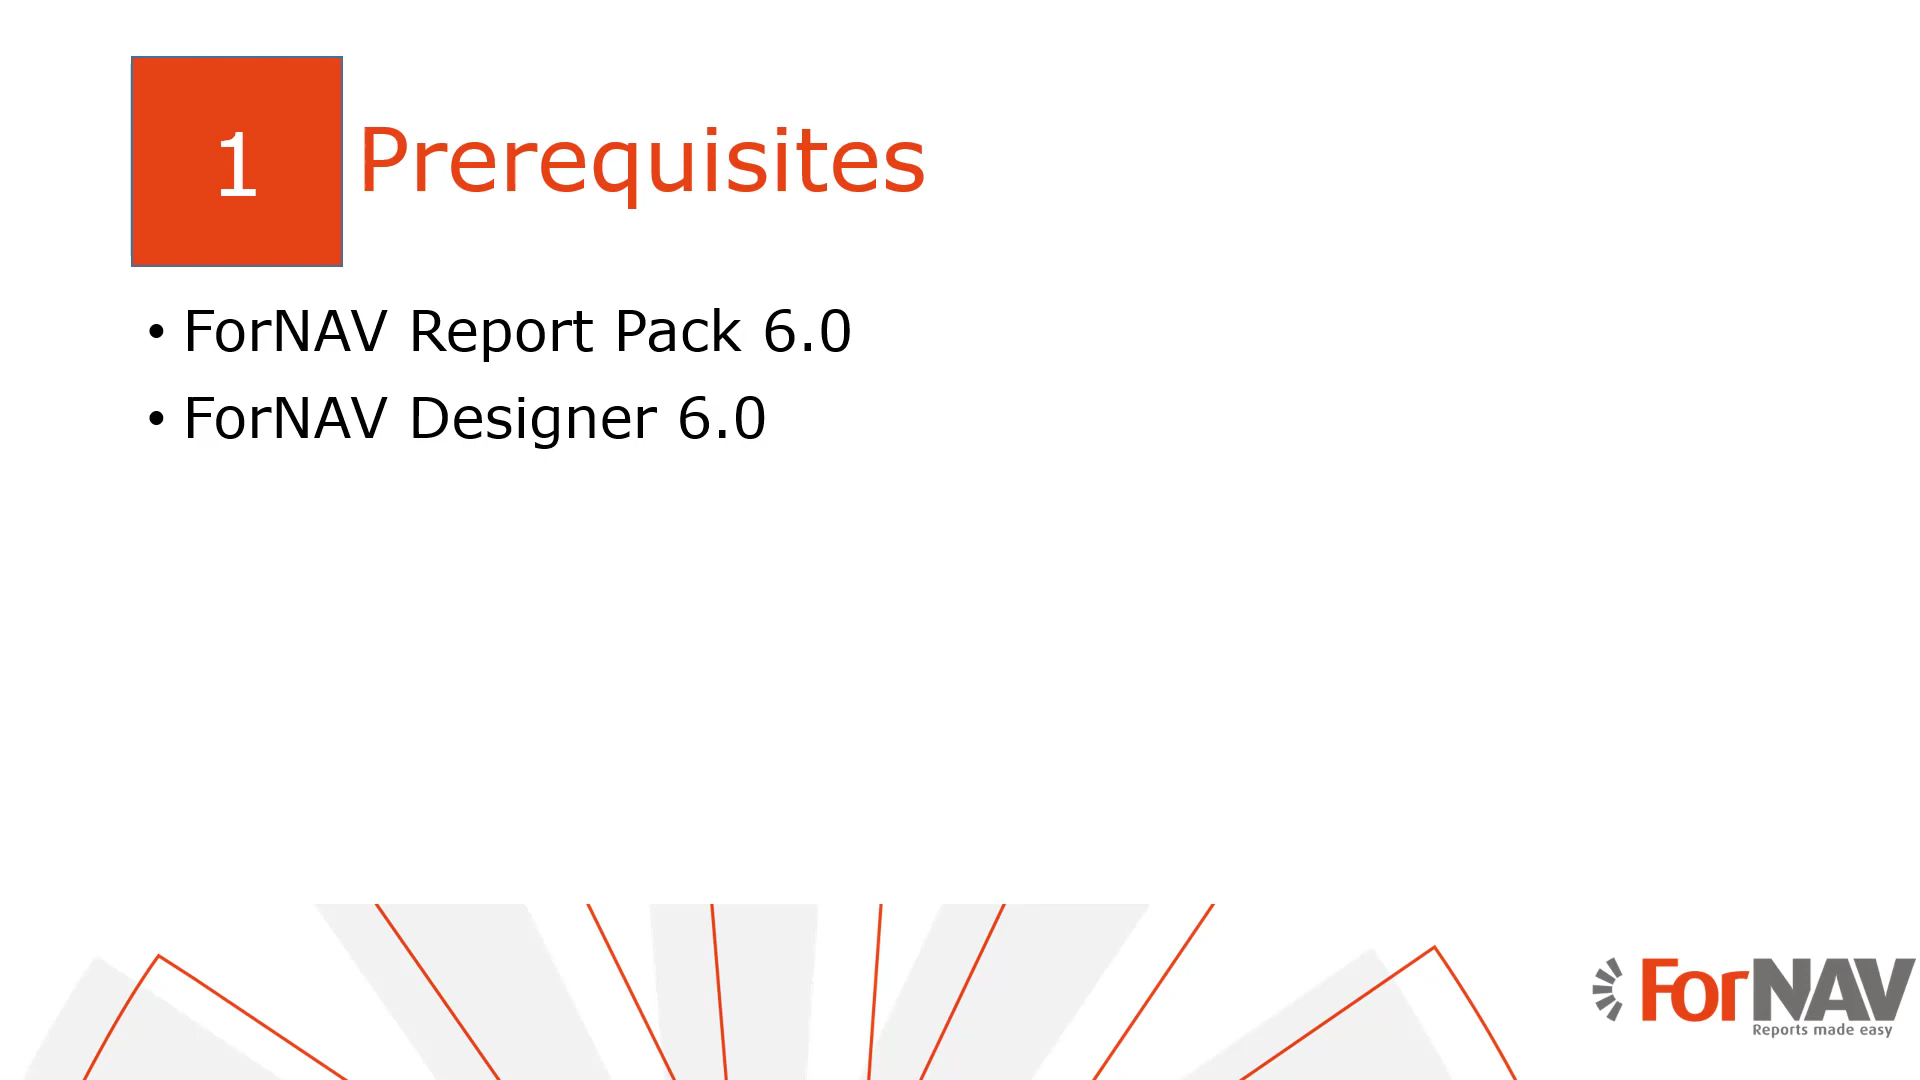 1 Prerequisites
• ForNAV Report Pack 6.0
• ForNAV Designer 6.0
ForNAV
Reports made easy